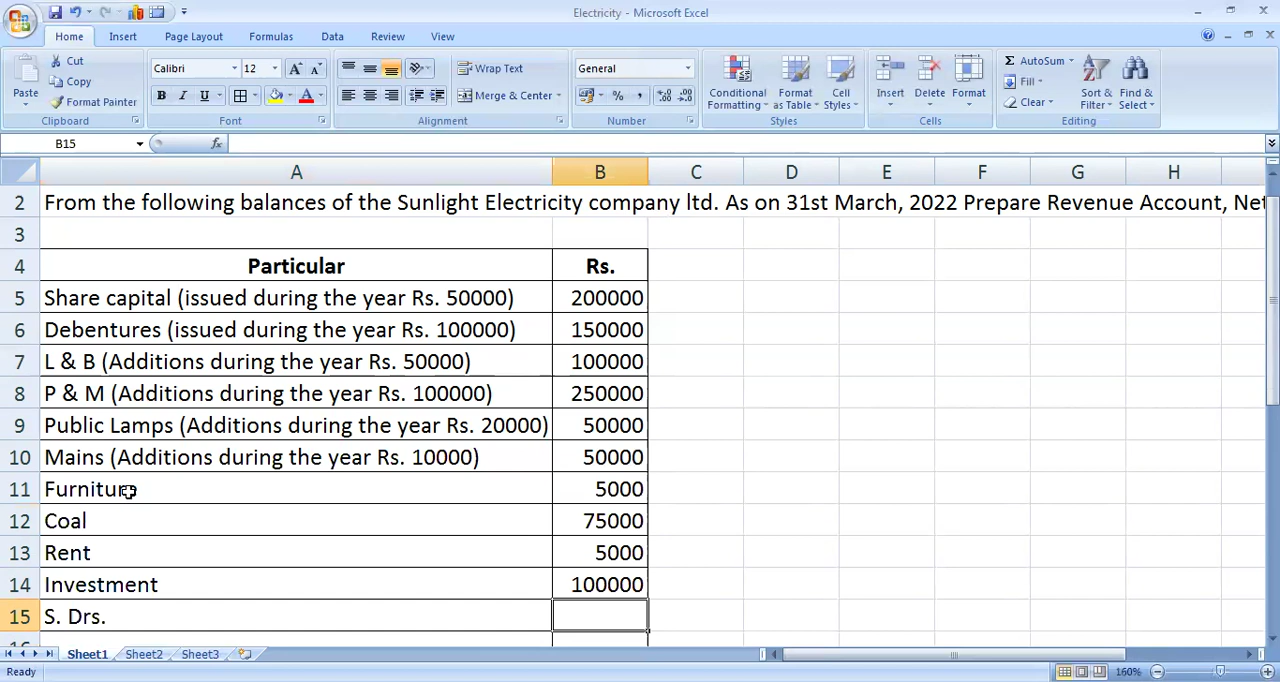 Electricity - Microsoft Excel
Home Insert Page Layout Formulas Data Review View
Paste Cut Copy Format Painter Clipboard
Calibri 12 A A B I U A Font
Wrap Text Merge & Center Alignment
General % , Number
Conditional Formatting Format as Table Cell Styles Styles
Insert Delete Format Cells
Σ AutoSum Fill Clear Sort & Filter Find & Select Editing
B15 fx
A B C D E F G H
2 From the following balances of the Sunlight Electricity company ltd. As on 31st March, 2022 Prepare Revenue Account, Net
3
4 Particular Rs.
5 Share capital (issued during the year Rs. 50000) 200000
6 Debentures (issued during the year Rs. 100000) 150000
7 L & B (Additions during the year Rs. 50000) 100000
8 P & M (Additions during the year Rs. 100000) 250000
9 Public Lamps (Additions during the year Rs. 20000) 50000
10 Mains (Additions during the year Rs. 10000) 50000
11 Furniture 5000
12 Coal 75000
13 Rent 5000
14 Investment 100000
15 S. Drs.
Sheet1 Sheet2 Sheet3
Ready 160%